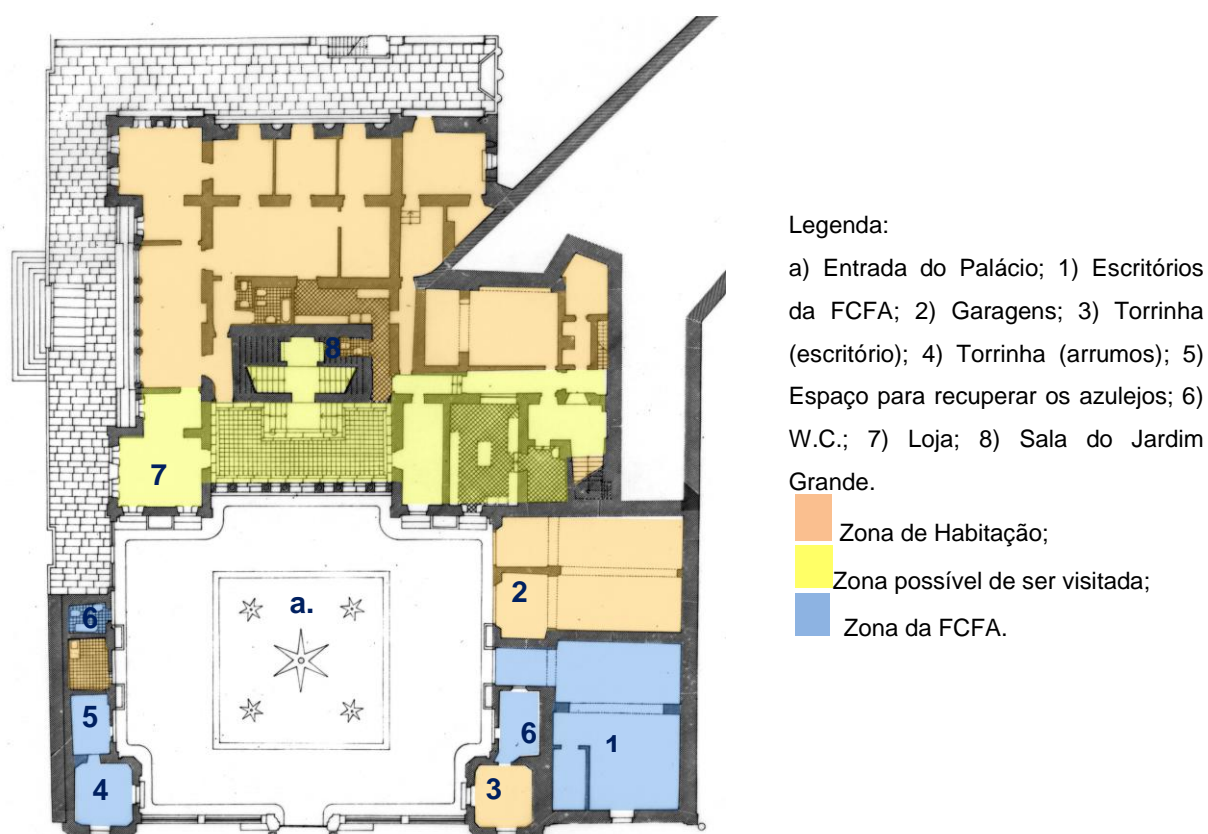 8
7
a.
2
6
5
6
1
4
3
Legenda:
a) Entrada do Palácio; 1) Escritórios
da FCFA; 2) Garagens; 3) Torrinha
(escritório); 4) Torrinha (arrumos); 5)
Espaço para recuperar os azulejos; 6)
W.C.; 7) Loja; 8) Sala do Jardim
Grande.
Zona de Habitação;
Zona possível de ser visitada;
Zona da FCFA.